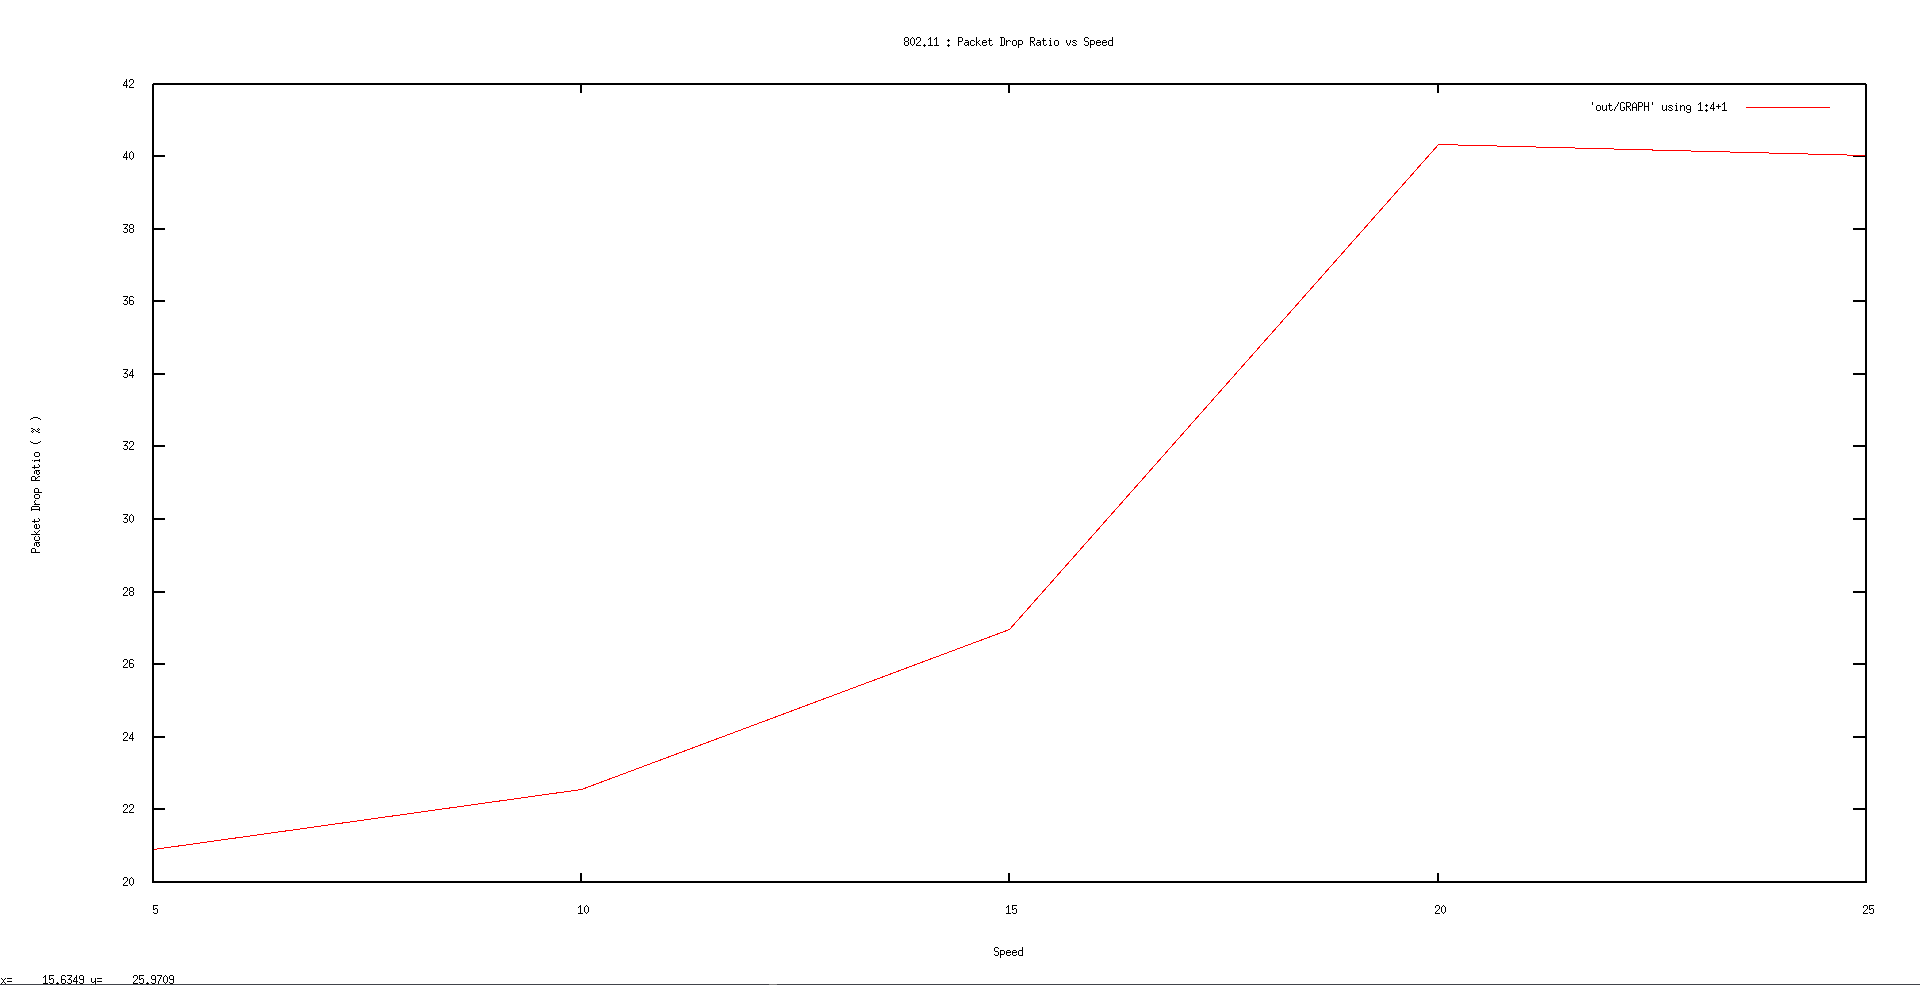 802.11 : Packet Drop Ratio vs Speed
'out/GRAPH' using 1:4+1
42
40
38
36
34
32
30
28
26
24
22
20
Packet Drop Ratio ( % )
5 10 15 20 25
Speed
x= 15.6349 y= 25.9709